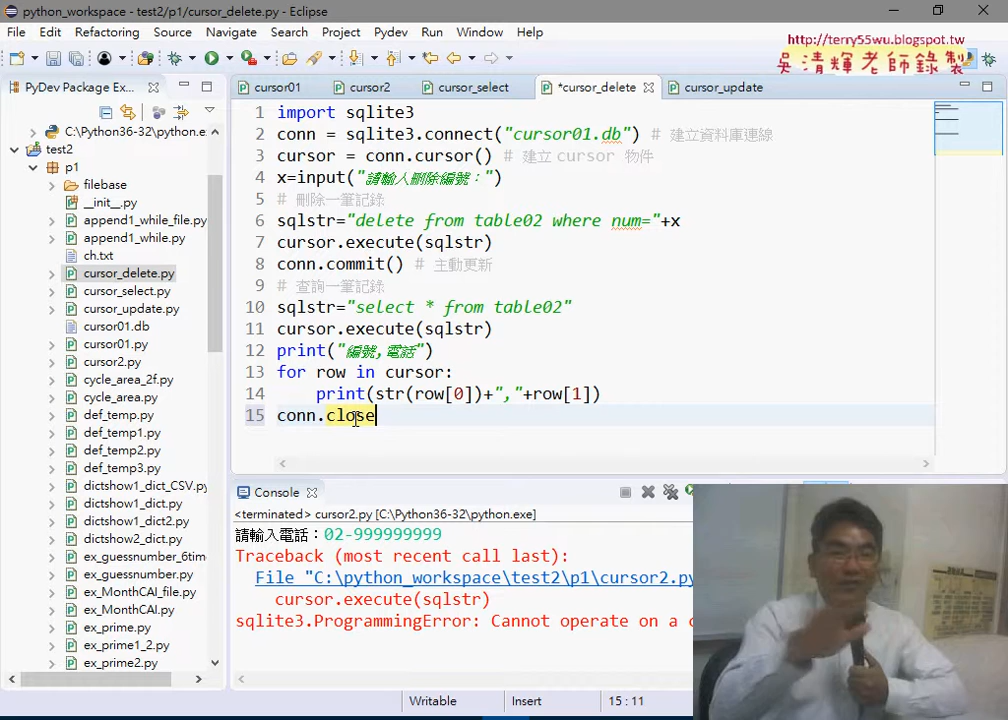 python_workspace - test2/p1/cursor_delete.py - Eclipse
File Edit Refactoring Source Navigate Search Project Pydev Run Window Help
http://terry55wu.blogspot.tw
吳清輝老師錄製
PyDev Package Ex...
cursor01 cursor2 cursor_select *cursor_delete cursor_update
C:\Python36-32\python.e
test2
p1
filebase
__init__.py
append1_while_file.py
append1_while.py
ch.txt
cursor_delete.py
cursor_select.py
cursor_update.py
cursor01.db
cursor01.py
cursor2.py
cycle_area_2f.py
cycle_area.py
def_temp.py
def_temp1.py
def_temp2.py
def_temp3.py
dictshow1_dict_CSV.py
dictshow1_dict2.py
dictshow2_dict.py
ex_guessnumber_6tim
ex_guessnumber.py
ex_MonthCAI_file.py
ex_MonthCAI.py
ex_prime.py
ex_prime1_2.py
ex_prime2.py
1 import sqlite3
2 conn = sqlite3.connect("cursor01.db") # 建立資料庫連線
3 cursor = conn.cursor() # 建立 cursor 物件
4 x=input("請輸入刪除編號：")
5 # 刪除一筆記錄
6 sqlstr="delete from table02 where num="+x
7 cursor.execute(sqlstr)
8 conn.commit() # 主動更新
9 # 查詢一筆記錄
10 sqlstr="select * from table02"
11 cursor.execute(sqlstr)
12 print("編號,電話")
13 for row in cursor:
14 print(str(row[0])+","+row[1])
15 conn.close
Console
<terminated> cursor2.py [C:\Python36-32\python.exe]
請輸入電話：02-999999999
Traceback (most recent call last):
File "C:\python_workspace\test2\p1\cursor2.py
cursor.execute(sqlstr)
sqlite3.ProgrammingError: Cannot operate on a c
Writable Insert 15 : 11